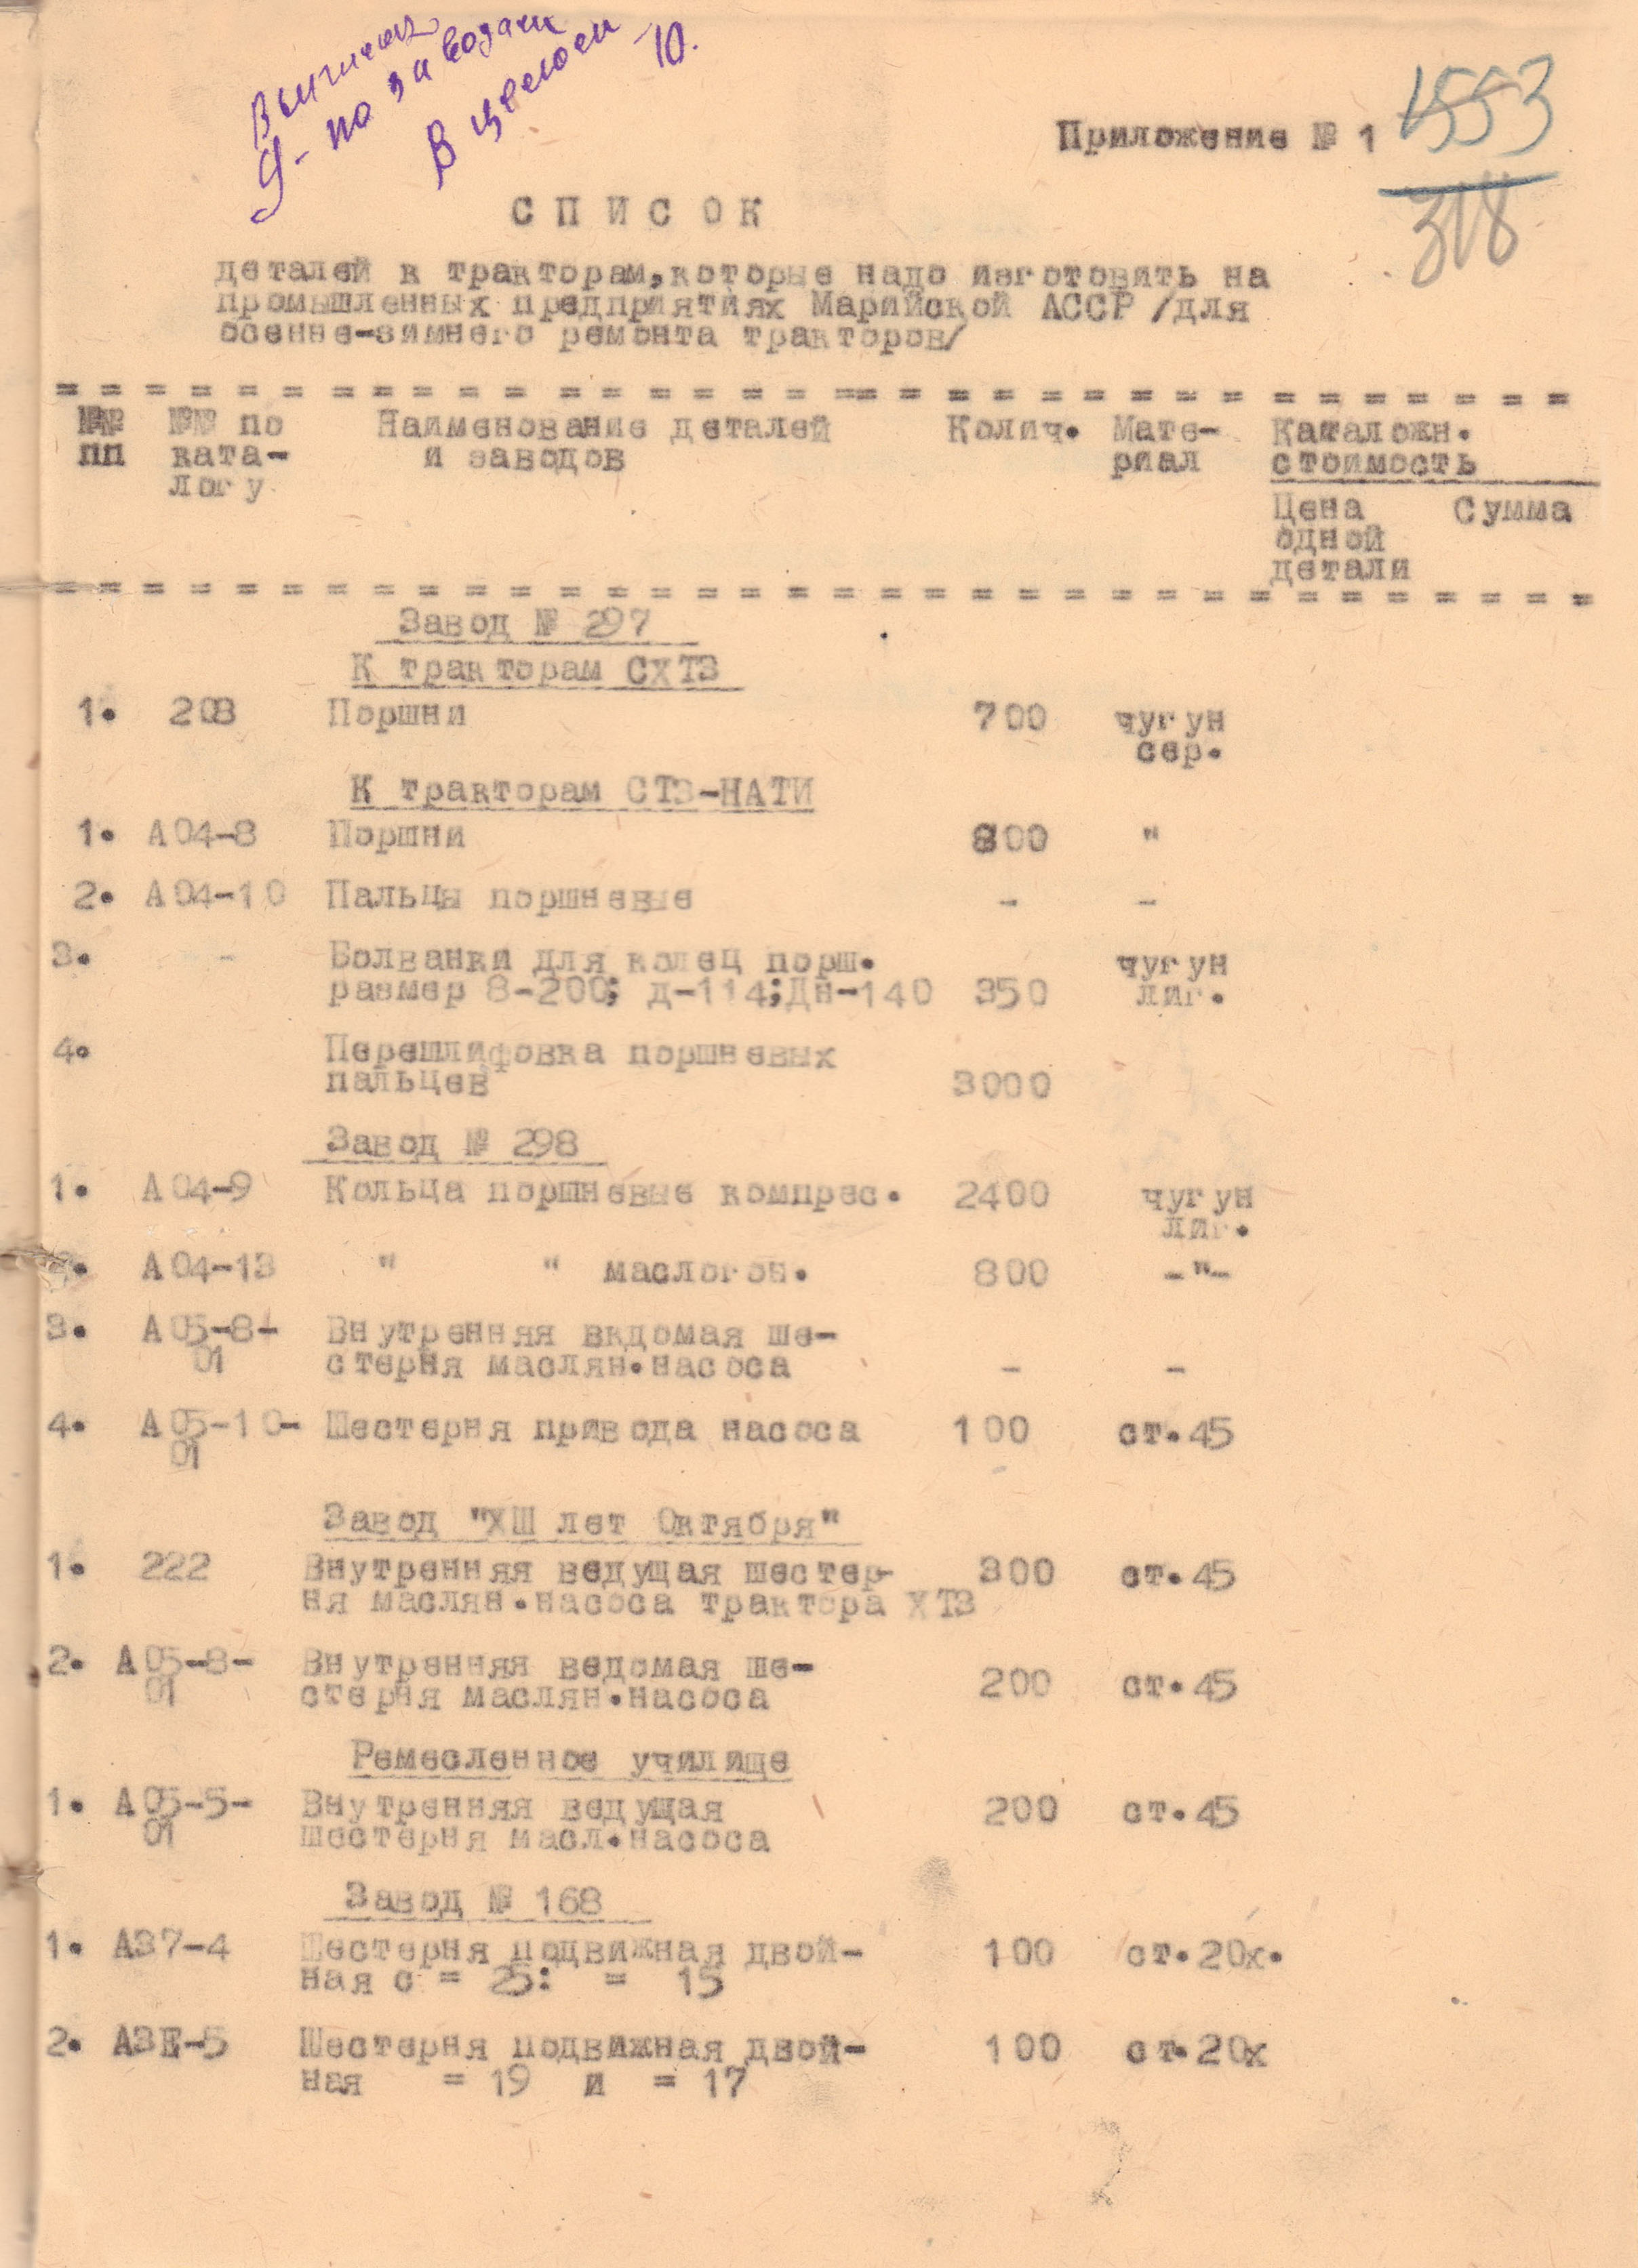 9- по заводам
В целом 10.
Приложение № 1
1553
318
С П И С О К
деталей к тракторам,которые надо изготовить на
промышленных предприятиях Марийской АССР /для
осенне-зимнего ремонта тракторов/
№№ №№ по Наименование деталей Колич. Мате- Каталожн.
пп ката- и заводов риал стоимость
логу
Цена Сумма
одной
детали
Завод № 297
К тракторам СХТЗ
1. 208 Поршни 700 чугун
сер.
К тракторам СТЗ-НАТИ
1. А04-8 Поршни 800 "
2. А04-10 Пальцы поршневые - -
3. - Болванки для колец порш. чугун
размер 8-200; д-114;Дн-140 350 лиг.
4. Перешлифовка поршневых
пальцев 3000
Завод № 298
1. А04-9 Кольца поршневые компрес. 2400 чугун
лиг.
2. А04-13 " " маслогон. 800 -"-
3. А05-8- Внутренняя вкдомая ше-
01 стерня маслян.насоса - -
4. А05-10- Шестерня привода насоса 100 ст.45
01
Завод "ХШ лет Октября"
1. 222 Внутренняя ведущая шестер- 300 ст.45
ня маслян.насоса трактора ХТЗ
2. А05-8- Внутренняя ведомая ше-
01 стерня маслян.насоса 200 ст.45
Ремесленное училище
1. А05-5- Внутренняя ведущая 200 ст.45
01 шестерня масл.насоса
Завод № 168
1. А37-4 Шестерня подвижная двой- 100 ст.20х.
ная с = 25: = 15
2. А3Е-5 Шестерня подвижная двой- 100 ст.20х
ная = 19 и = 17